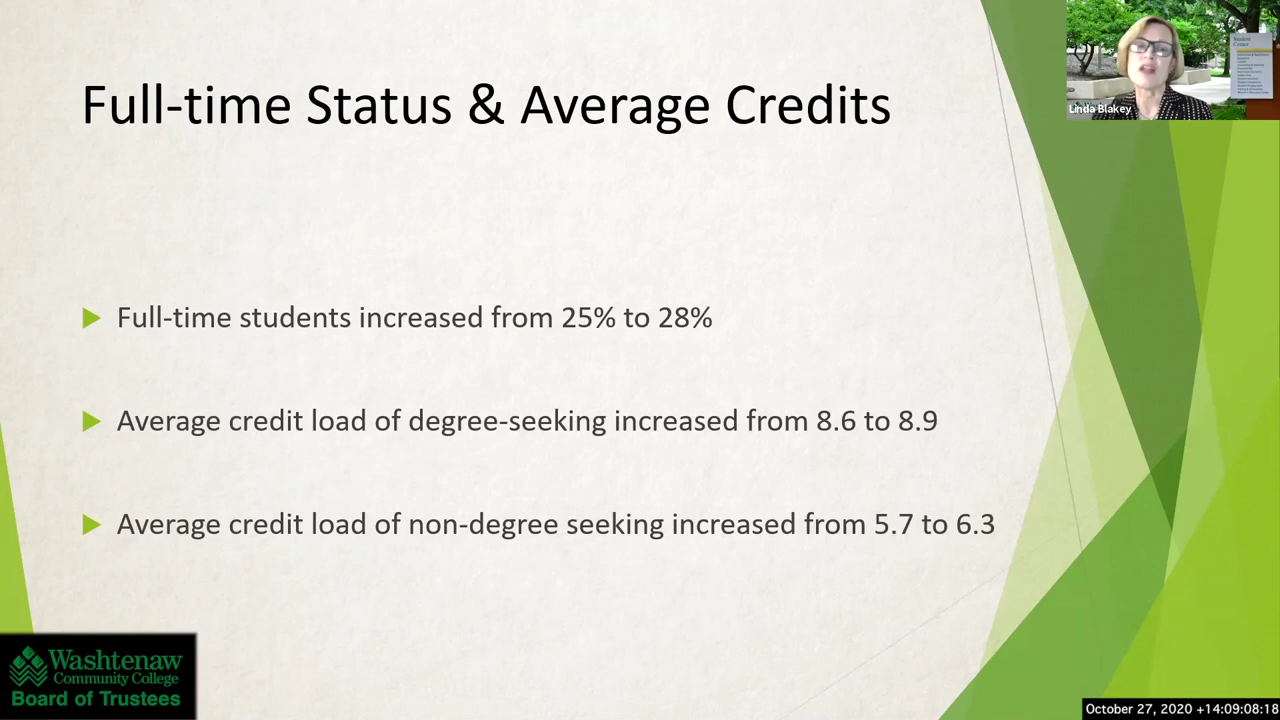 Full-time Status & Average Credits
Linda Blakey
Student
Center
Full-time students increased from 25% to 28%
Average credit load of degree-seeking increased from 8.6 to 8.9
Average credit load of non-degree seeking increased from 5.7 to 6.3
Washtenaw
Community College
Board of Trustees
October 27, 2020 +14:09:08:18